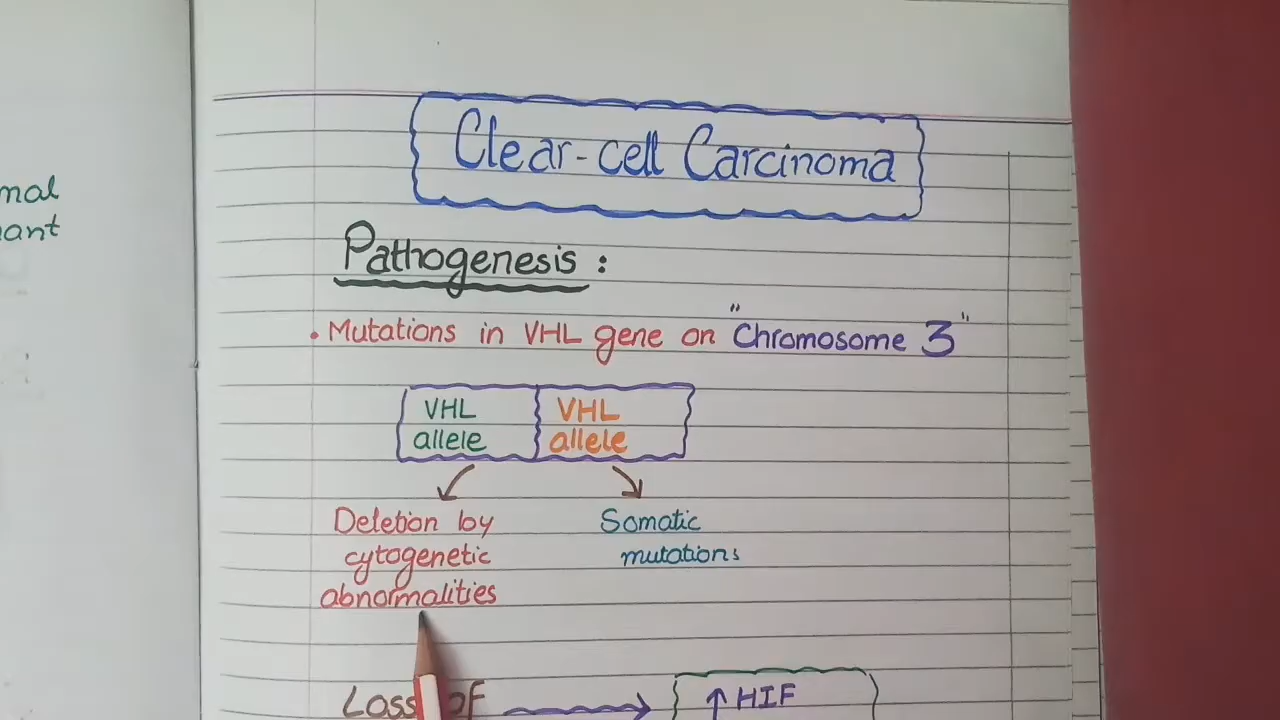 mal
ant
Clear-cell Carcinoma
Pathogenesis :
• Mutations in VHL gene on "Chromosome 3"
VHL allele
VHL allele
Deletion by
cytogenetic
abnormalities
Somatic
mutations
Loss of
↑ HIF